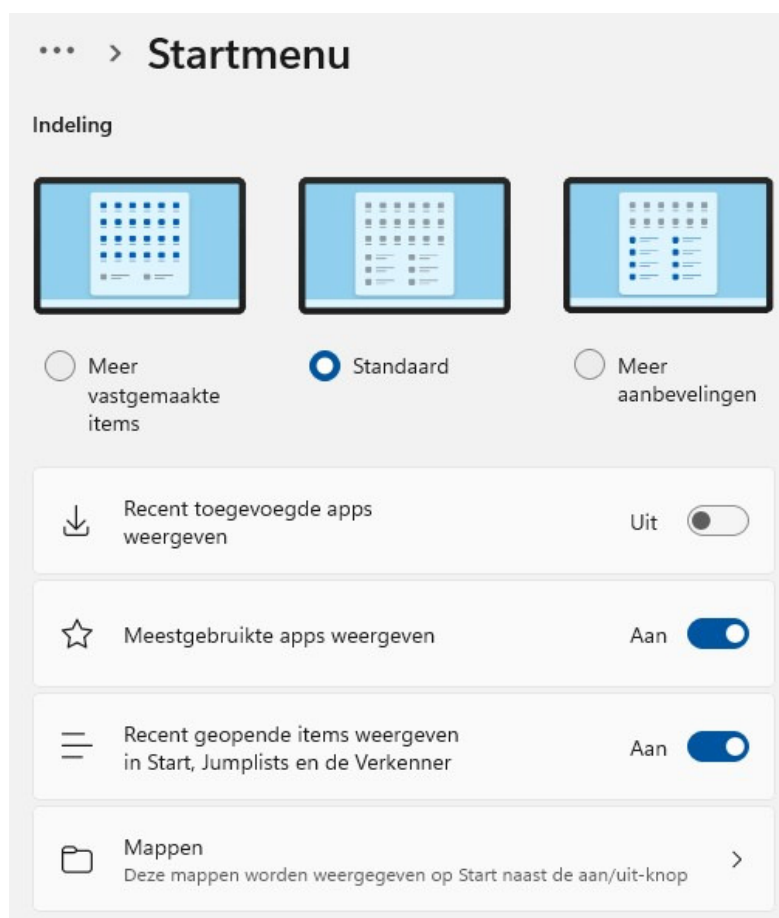 ... > Startmenu
Indeling
Meer
vastgemaakte
items
Standaard
Meer
aanbevelingen
Recent toegevoegde apps
weergeven
Uit
Meestgebruikte apps weergeven
Aan
Recent geopende items weergeven
in Start, Jumplists en de Verkenner
Aan
Mappen
Deze mappen worden weergegeven op Start naast de aan/uit-knop